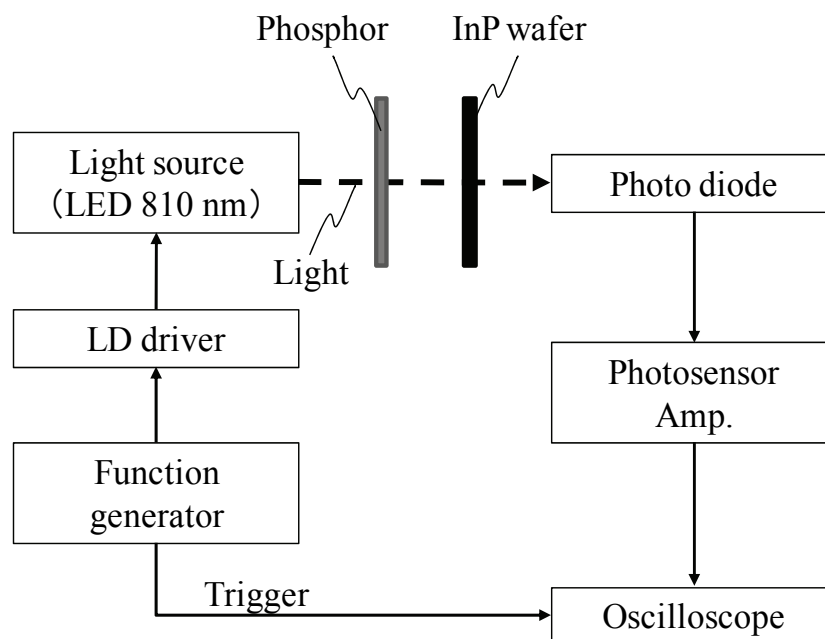 Phosphor
InP wafer
Light source
（LED 810 nm）
Photo diode
Light
LD driver
Photosensor
Amp.
Function
generator
Trigger
Oscilloscope